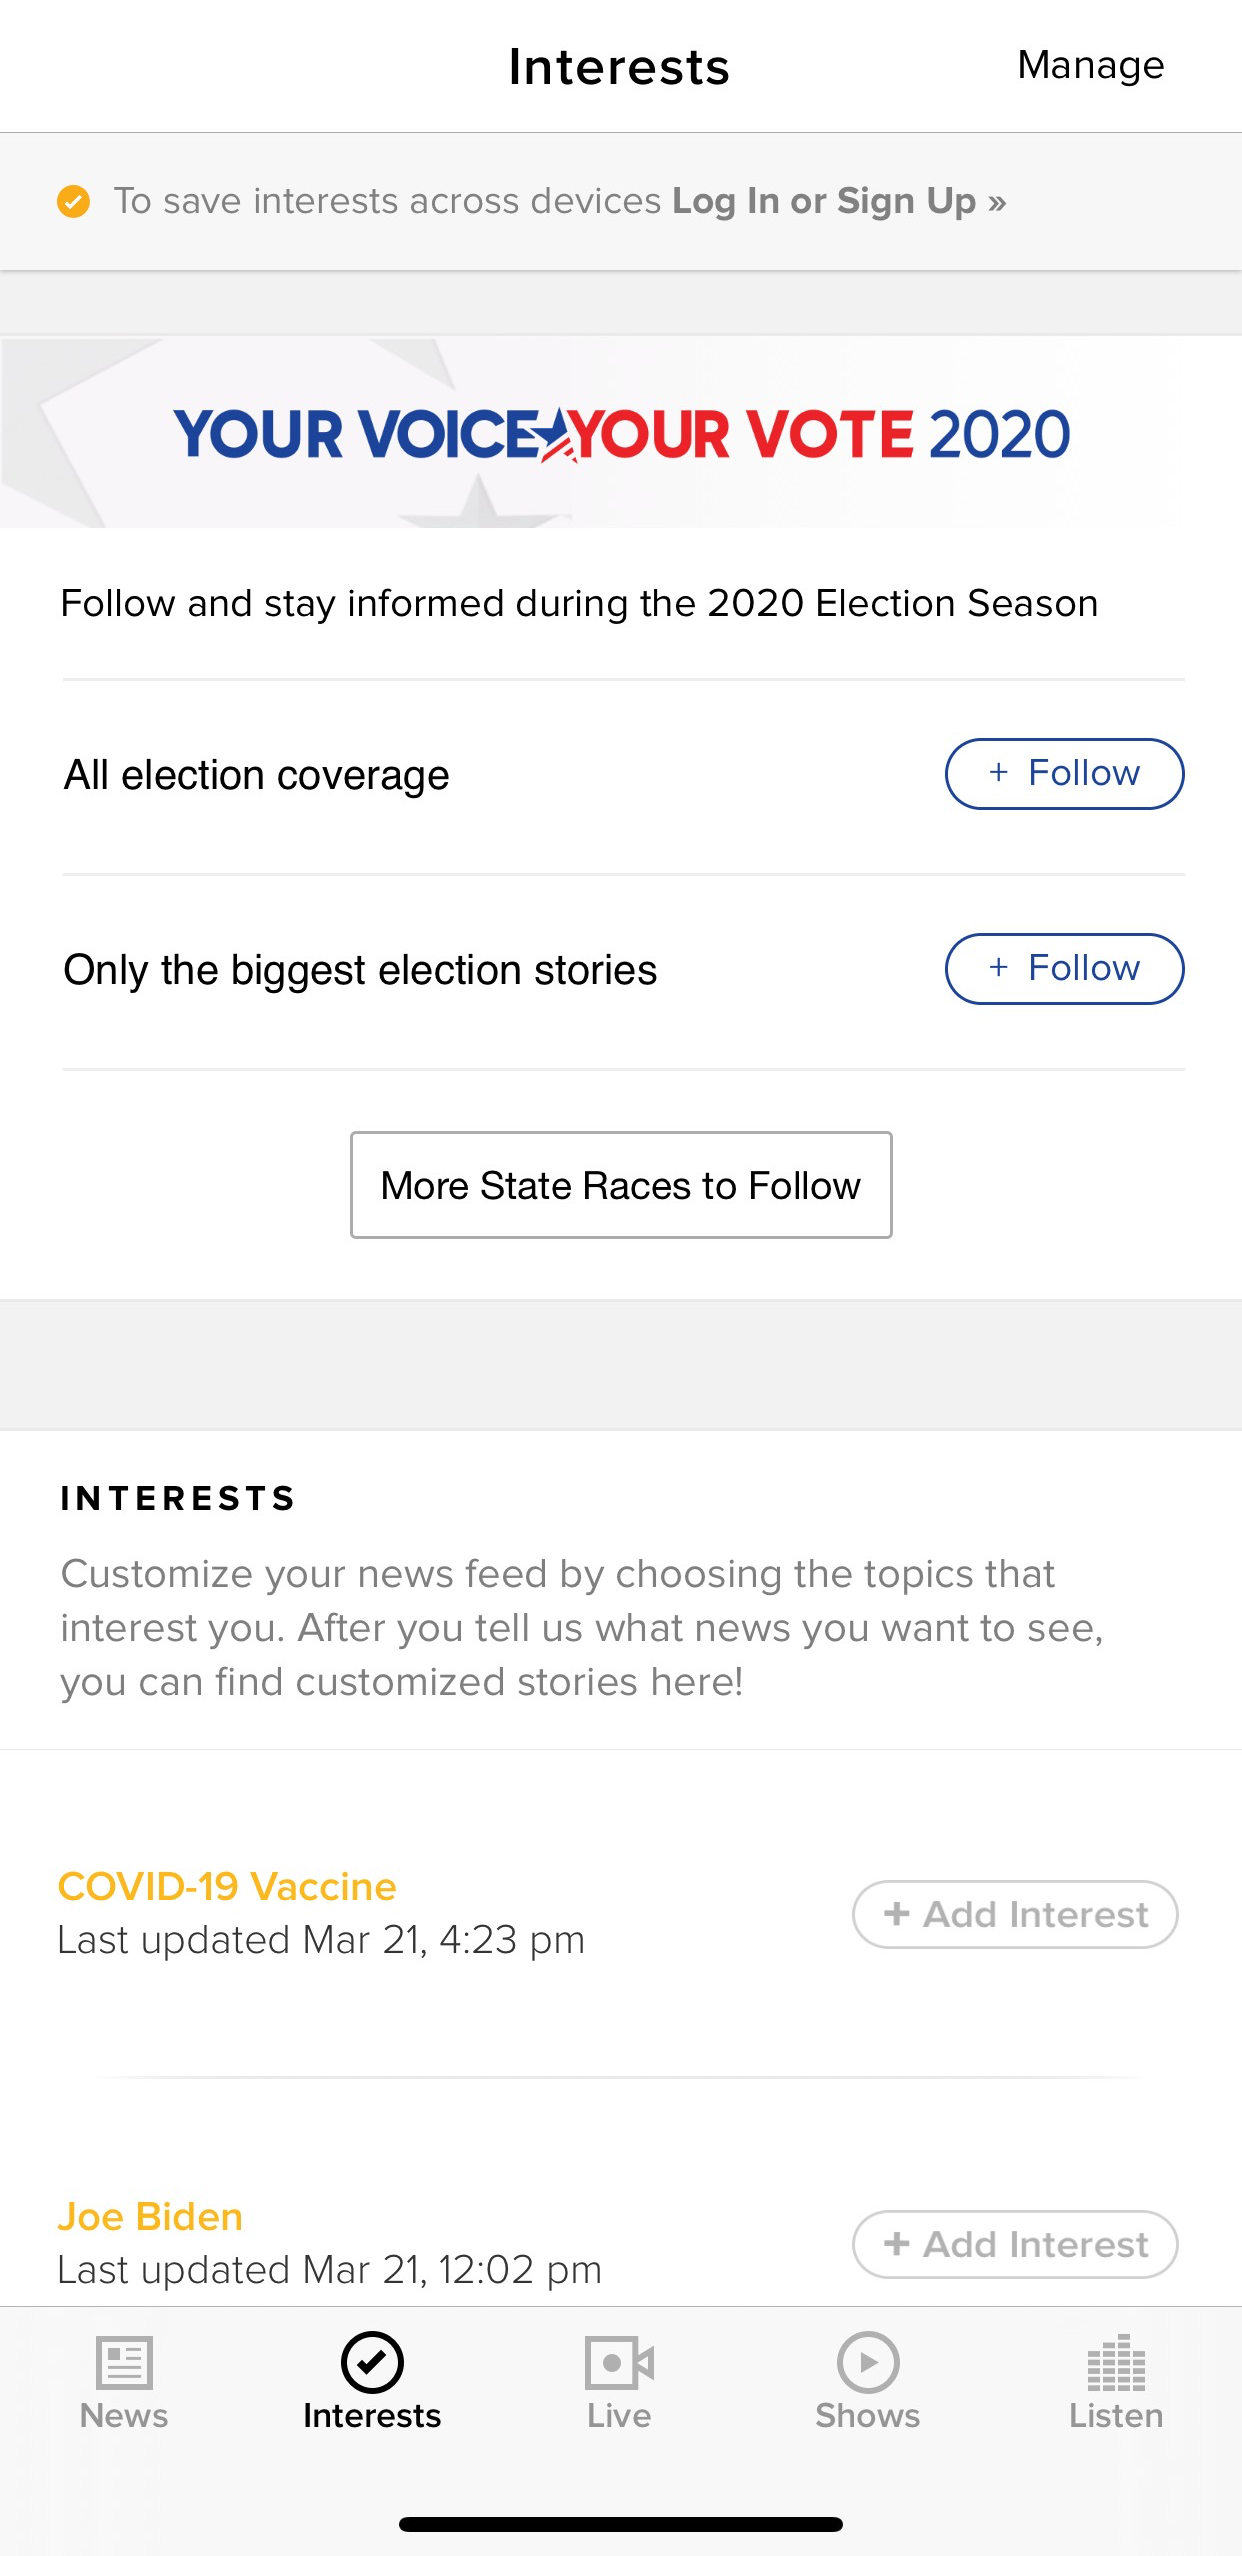 Interests
Manage
To save interests across devices Log In or Sign Up »
YOUR VOICE YOUR VOTE 2020
Follow and stay informed during the 2020 Election Season
All election coverage
+ Follow
Only the biggest election stories
+ Follow
More State Races to Follow
INTERESTS
Customize your news feed by choosing the topics that
interest you. After you tell us what news you want to see,
you can find customized stories here!
COVID-19 Vaccine
Last updated Mar 21, 4:23 pm
+ Add Interest
Joe Biden
Last updated Mar 21, 12:02 pm
+ Add Interest
News
Interests
Live
Shows
Listen